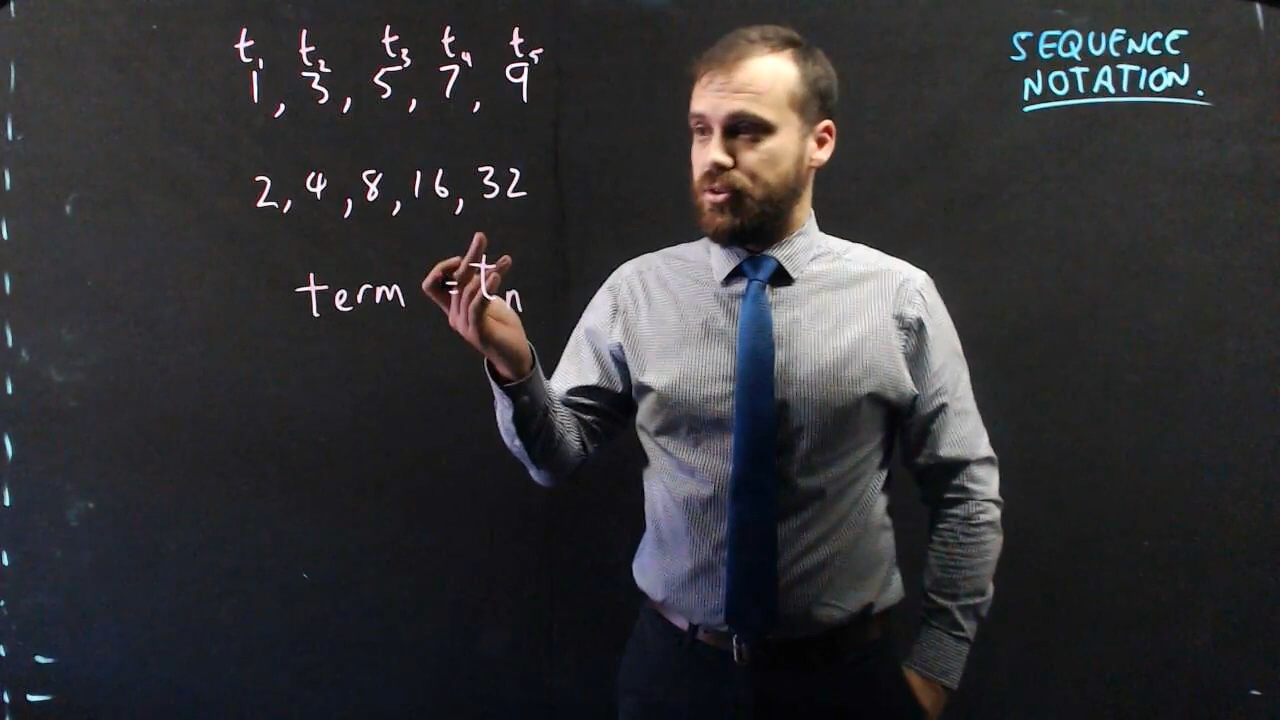 t₁ t₂ t₃ t₄ t₅
1, 3, 5, 7, 9
2, 4, 8, 16, 32
term = tₙ
SEQUENCE
NOTATION.